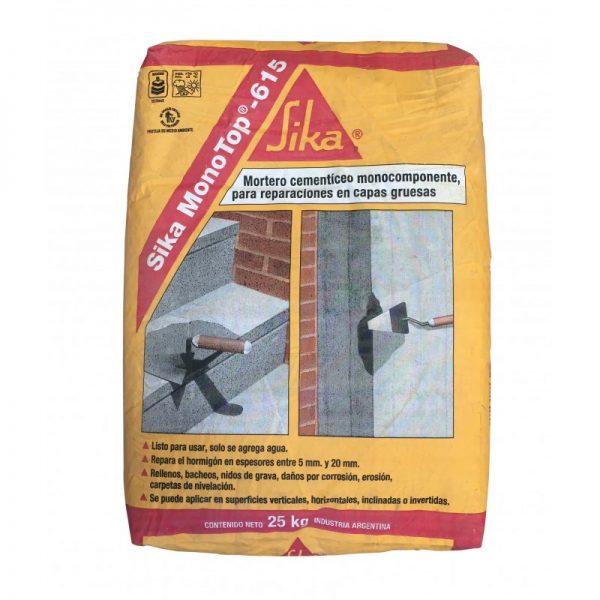 Sika MonoTop®-615
PROTEJA SU MEDIO AMBIENTE
Sika®
Mortero cementíceo monocomponente,
para reparaciones en capas gruesas
Listo para usar, solo se agrega agua.
Repara el hormigón en espesores entre 5 mm. y 20 mm.
Rellenos, bacheos, nidos de grava, daños por corrosión, erosión,
carpetas de nivelación.
Se puede aplicar en superficies verticales, horizontales, inclinadas o invertidas.
CONTENIDO NETO 25 kg INDUSTRIA ARGENTINA
Sika